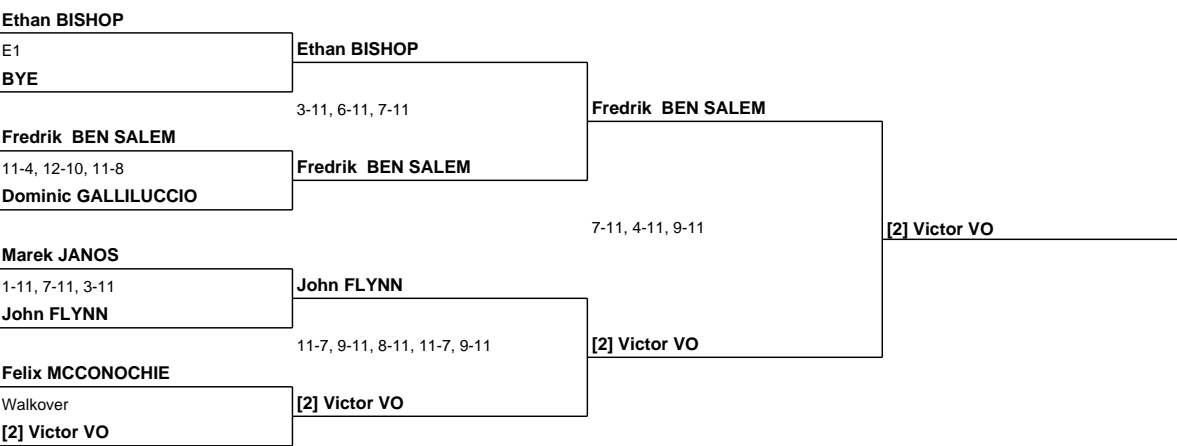 Ethan BISHOP
E1
BYE
Ethan BISHOP
3-11, 6-11, 7-11
Fredrik BEN SALEM
Fredrik BEN SALEM
11-4, 12-10, 11-8
Dominic GALLILUCCIO
Fredrik BEN SALEM
7-11, 4-11, 9-11
[2] Victor VO
Marek JANOS
1-11, 7-11, 3-11
John FLYNN
John FLYNN
11-7, 9-11, 8-11, 11-7, 9-11
[2] Victor VO
Felix MCCONOCHIE
Walkover
[2] Victor VO
[2] Victor VO